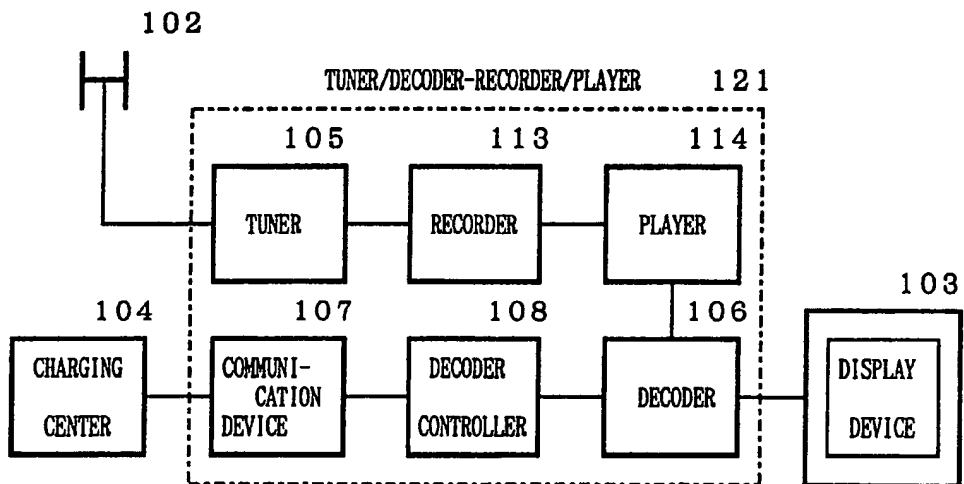 102
TUNER/DECODER-RECORDER/PLAYER 121
105 113 114
TUNER RECORDER PLAYER
104 107 108 106 103
CHARGING
CENTER
COMMUNI-
CATION
DEVICE
DECODER
CONTROLLER
DECODER
DISPLAY
DEVICE